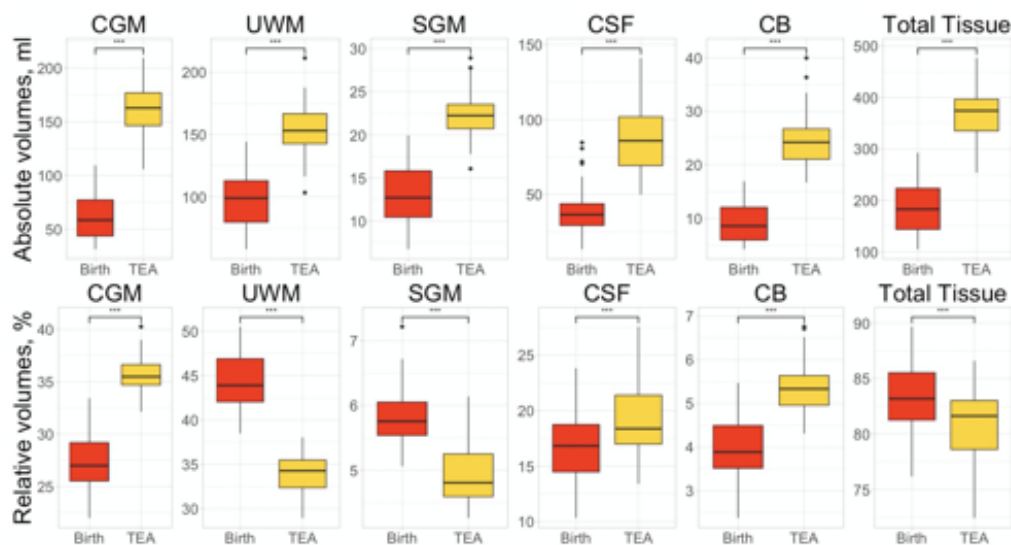 CGM UWM SGM CSF CB Total Tissue
Absolute volumes, ml
*** *** *** *** *** ***
200 150 100 50
200 150 100 50
30 25 20 15 10
150 100 50
40 30 20 10
500 400 300 200 100
Birth TEA Birth TEA Birth TEA Birth TEA Birth TEA Birth TEA
CGM UWM SGM CSF CB Total Tissue
Relative volumes, %
*** *** *** *** *** ***
40 35 30 25
50 45 40 35 30
7 6 5
25 20 15 10
7 6 5 4 3
90 85 80 75
Birth TEA Birth TEA Birth TEA Birth TEA Birth TEA Birth TEA